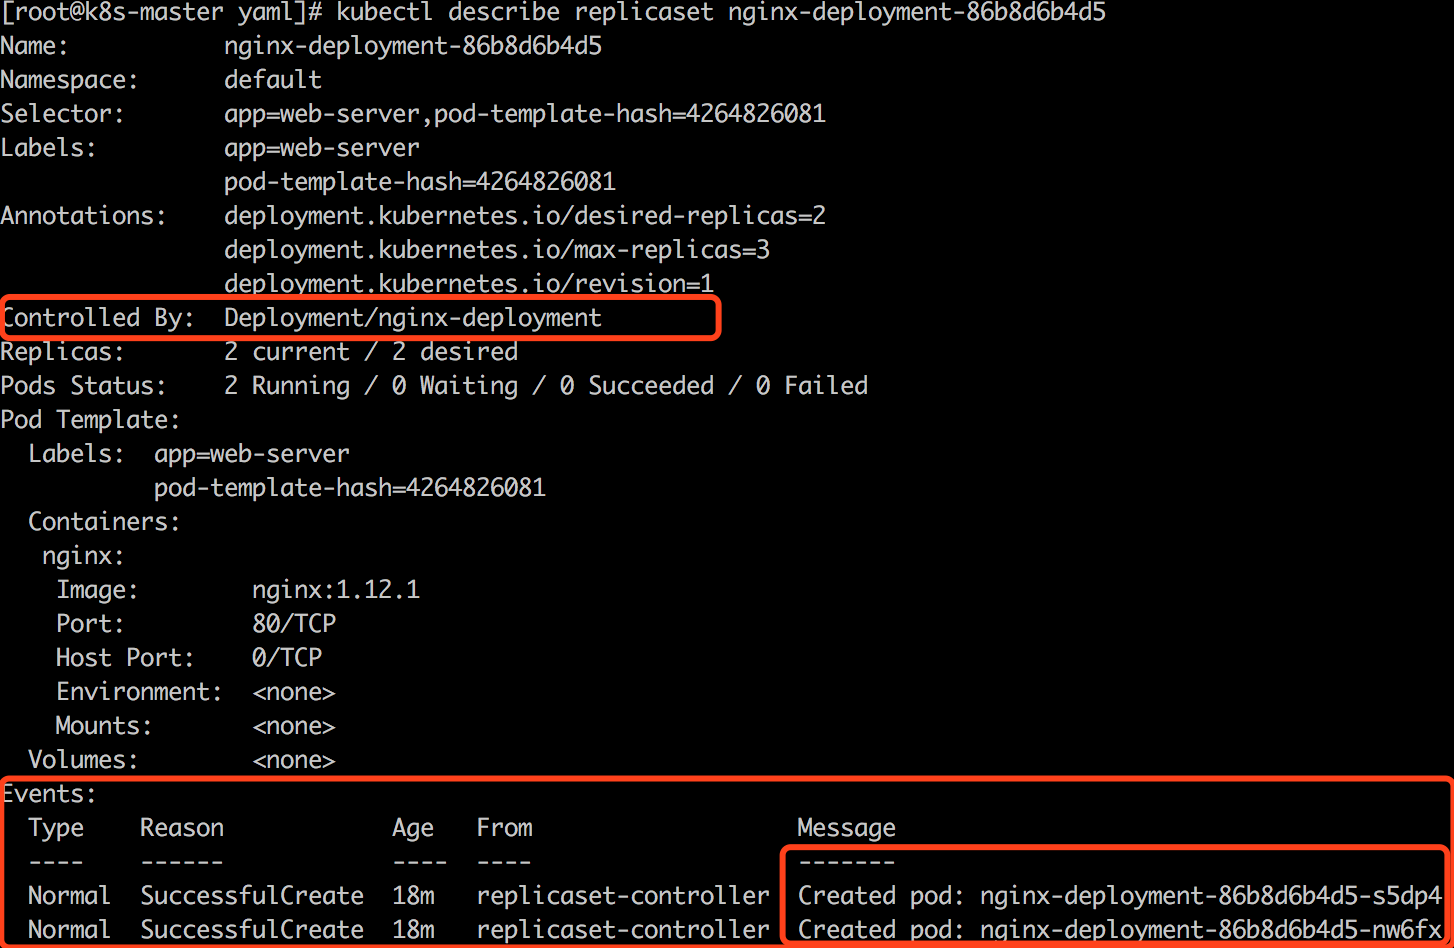 [root@k8s-master yaml]# kubectl describe replicaset nginx-deployment-86b8d6b4d5
Name:           nginx-deployment-86b8d6b4d5
Namespace:      default
Selector:       app=web-server,pod-template-hash=4264826081
Labels:         app=web-server
                pod-template-hash=4264826081
Annotations:    deployment.kubernetes.io/desired-replicas=2
                deployment.kubernetes.io/max-replicas=3
                deployment.kubernetes.io/revision=1
Controlled By:  Deployment/nginx-deployment
Replicas:       2 current / 2 desired
Pods Status:    2 Running / 0 Waiting / 0 Succeeded / 0 Failed
Pod Template:
  Labels:  app=web-server
           pod-template-hash=4264826081
  Containers:
   nginx:
    Image:        nginx:1.12.1
    Port:         80/TCP
    Host Port:    0/TCP
    Environment:  <none>
    Mounts:       <none>
  Volumes:        <none>
Events:
  Type    Reason            Age   From                   Message
  ----    ------            ----  ----                   -------
  Normal  SuccessfulCreate  18m   replicaset-controller  Created pod: nginx-deployment-86b8d6b4d5-s5dp4
  Normal  SuccessfulCreate  18m   replicaset-controller  Created pod: nginx-deployment-86b8d6b4d5-nw6fx